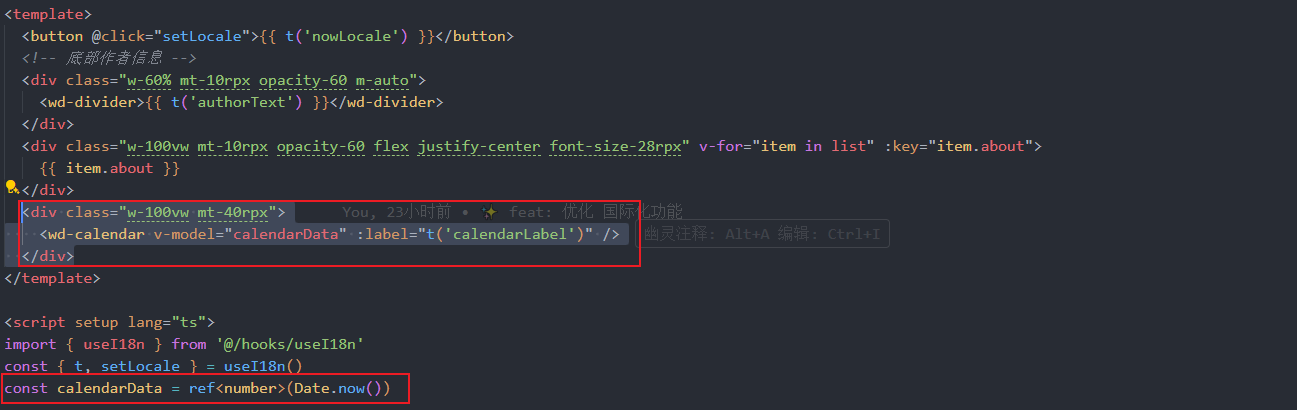 <template>
<button @click="setLocale">{{ t('nowLocale') }}</button>
<!-- 底部作者信息 -->
<div class="w-60% mt-10rpx opacity-60 m-auto">
<wd-divider>{{ t('authorText') }}</wd-divider>
</div>
<div class="w-100vw mt-10rpx opacity-60 flex justify-center font-size-28rpx" v-for="item in list" :key="item.about">
{{ item.about }}
</div>
<div class="w-100vw mt-40rpx"> You, 23小时前 • ✨ feat: 优化 国际化功能
<wd-calendar v-model="calendarData" :label="t('calendarLabel')" /> 幽灵注释: Alt+A 编辑: Ctrl+I
</div>
</template>
<script setup lang="ts">
import { useI18n } from '@/hooks/useI18n'
const { t, setLocale } = useI18n()
const calendarData = ref<number>(Date.now())